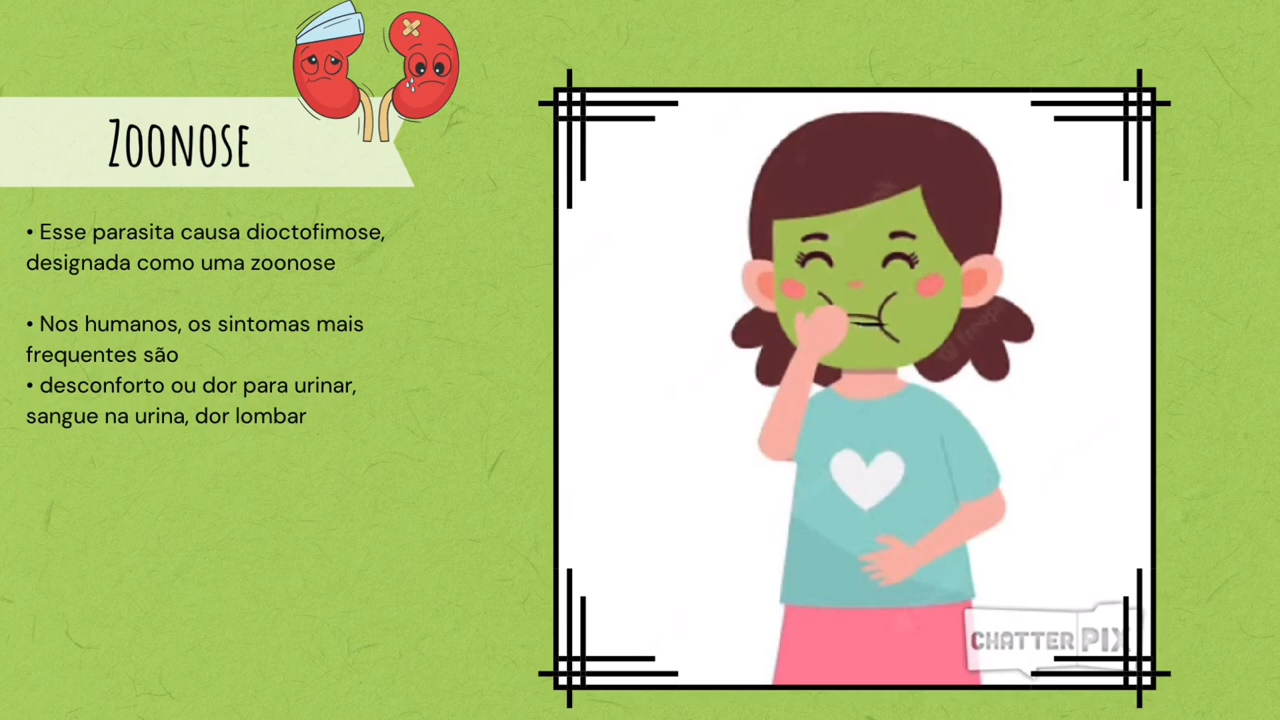 Zoonose
• Esse parasita causa dioctofimose,
designada como uma zoonose
• Nos humanos, os sintomas mais
frequentes são
• desconforto ou dor para urinar,
sangue na urina, dor lombar
CHATTERPIX